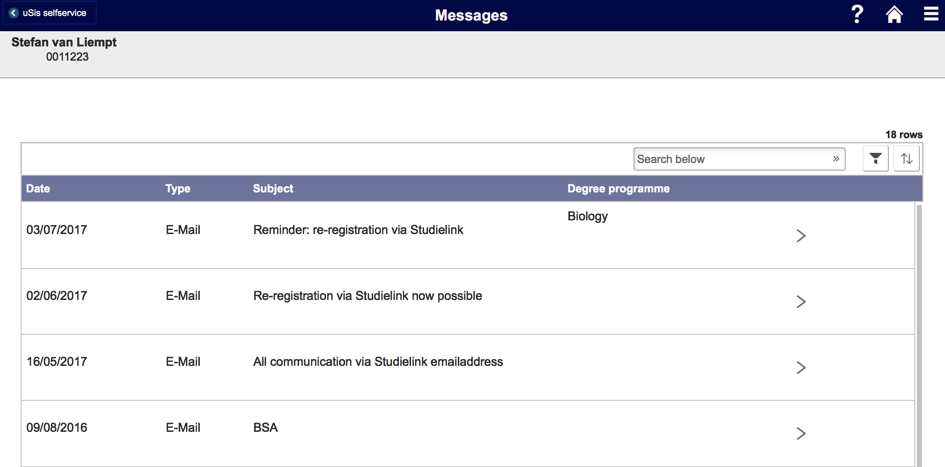 uSis selfservice Messages ?
Stefan van Liempt
0011223
18 rows
Search below »
Date Type Subject Degree programme
Biology
03/07/2017 E-Mail Reminder: re-registration via Studielink
02/06/2017 E-Mail Re-registration via Studielink now possible
16/05/2017 E-Mail All communication via Studielink emailaddress
09/08/2016 E-Mail BSA